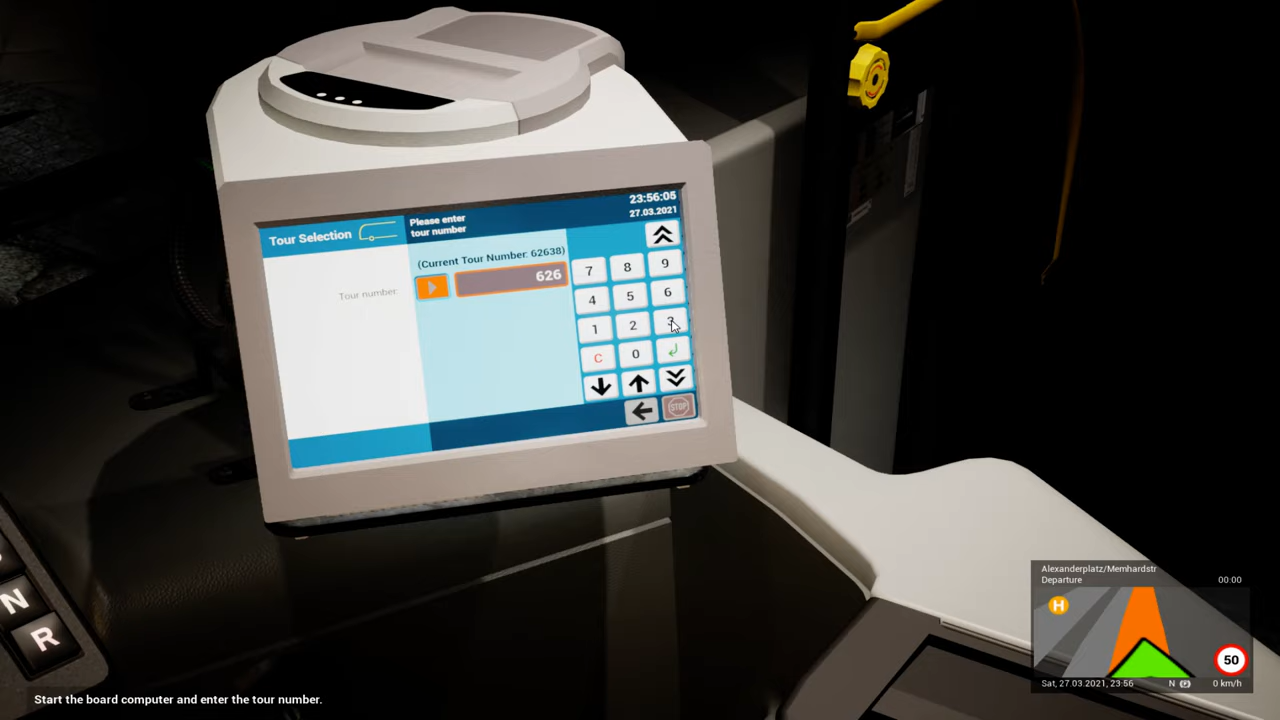 23:56:05
27.03.2021
Tour Selection
Please enter
tour number
(Current Tour Number: 62638)
Tour number
626
7 8 9
4 5 6
1 2 3
C 0
STOP
N
R
Alexanderplatz/Memhardstr
Departure 00:00
H
50
Sat, 27.03.2021, 23:56 N 0 km/h
Start the board computer and enter the tour number.